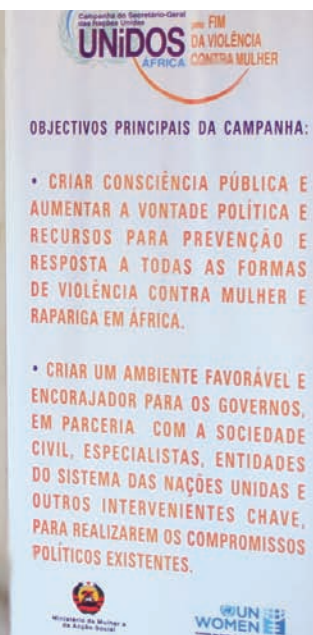 Campanha do Secretário-Geral
das Nações Unidas
UNiDOS
ÁFRICA
pelo FIM
DA VIOLÊNCIA
CONTRA MULHER
OBJECTIVOS PRINCIPAIS DA CAMPANHA:
• CRIAR CONSCIÊNCIA PÚBLICA E
AUMENTAR A VONTADE POLÍTICA E
RECURSOS PARA PREVENÇÃO E
RESPOSTA A TODAS AS FORMAS
DE VIOLÊNCIA CONTRA MULHER E
RAPARIGA EM ÁFRICA.
• CRIAR UM AMBIENTE FAVORÁVEL E
ENCORAJADOR PARA OS GOVERNOS,
EM PARCERIA COM A SOCIEDADE
CIVIL, ESPECIALISTAS, ENTIDADES
DO SISTEMA DAS NAÇÕES UNIDAS E
OUTROS INTERVENIENTES CHAVE,
PARA REALIZAREM OS COMPROMISSOS
POLÍTICOS EXISTENTES.
Ministério da Mulher e
da Acção Social
UN
WOMEN